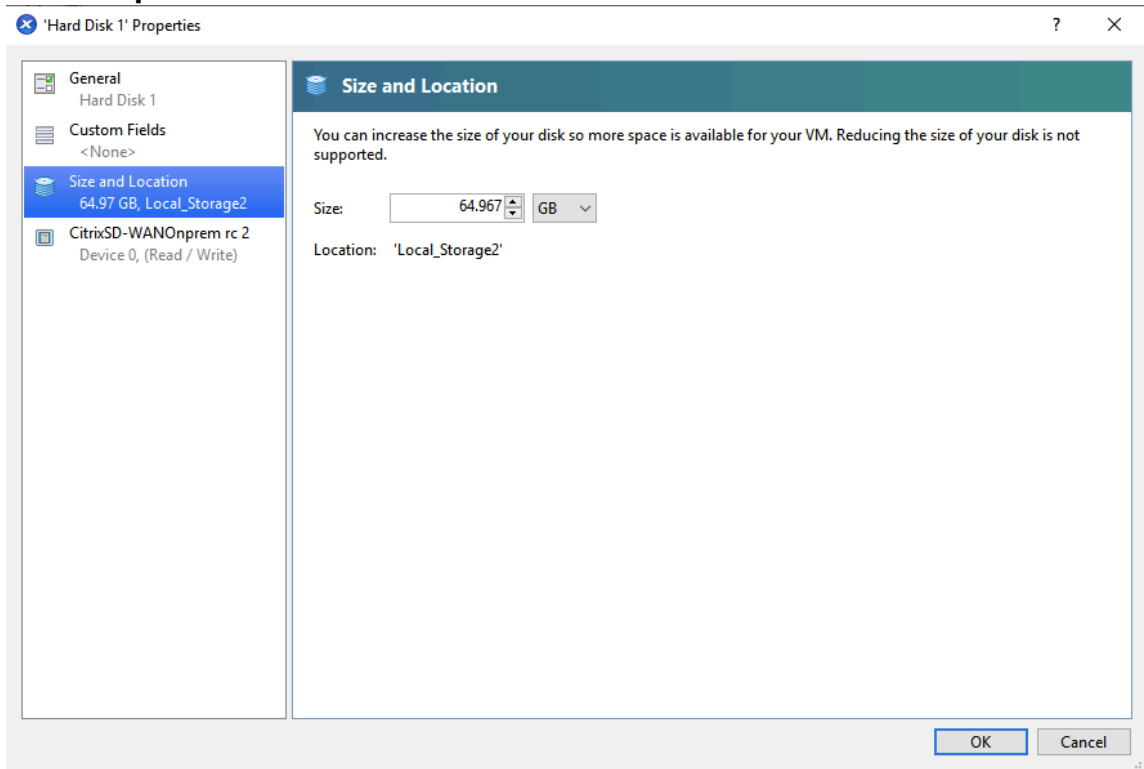 'Hard Disk 1' Properties
?
General
Hard Disk 1
Custom Fields
<None>
Size and Location
64.97 GB, Local_Storage2
CitrixSD-WANOnprem rc 2
Device 0, (Read / Write)
Size and Location
You can increase the size of your disk so more space is available for your VM. Reducing the size of your disk is not
supported.
Size: 64.967 GB
Location: 'Local_Storage2'
OK Cancel